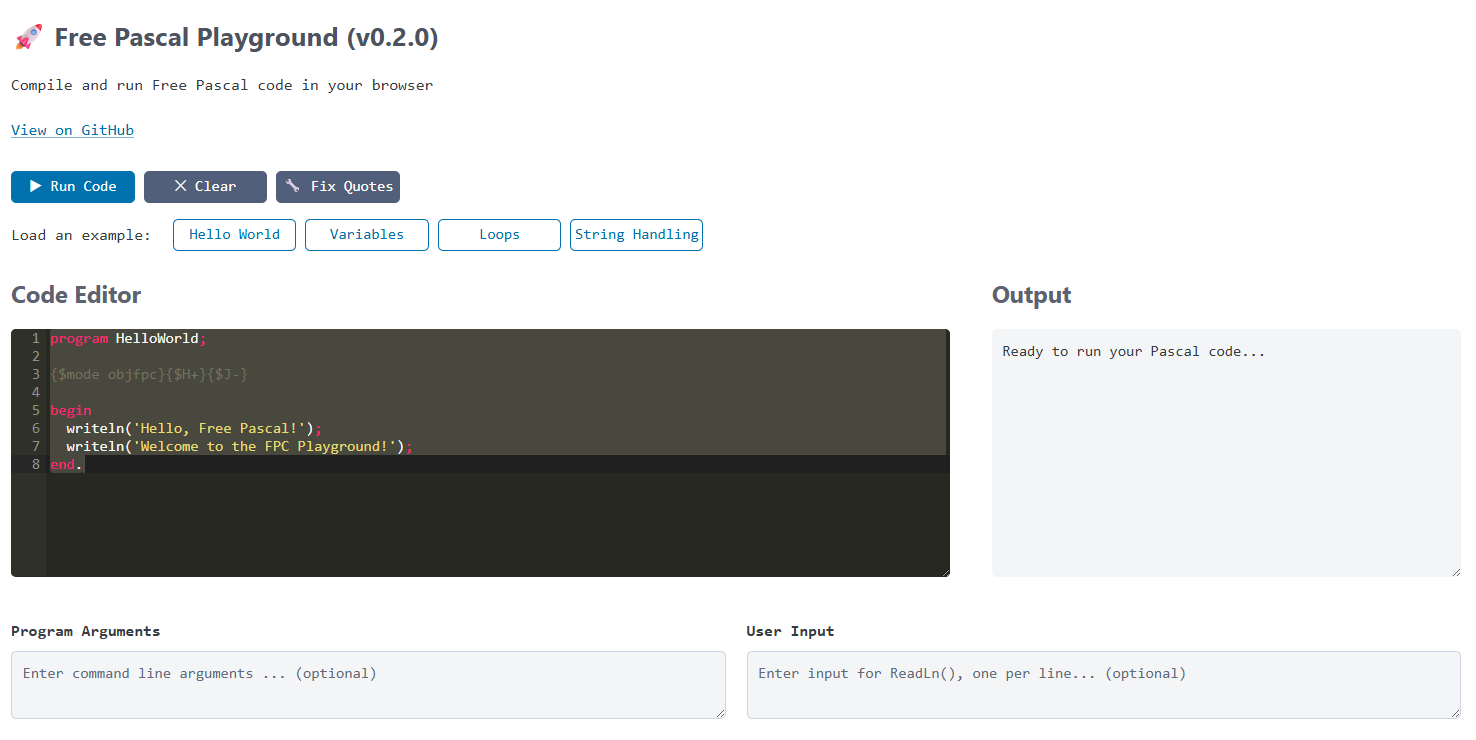 🚀 Free Pascal Playground (v0.2.0)
Compile and run Free Pascal code in your browser
View on GitHub
▶ Run Code
✕ Clear
🔧 Fix Quotes
Load an example:
Hello World
Variables
Loops
String Handling
Code Editor
1 program HelloWorld;
2
3 {$mode objfpc}{$H+}{$J-}
4
5 begin
6   writeln('Hello, Free Pascal!');
7   writeln('Welcome to the FPC Playground!');
8 end.
Output
Ready to run your Pascal code...
Program Arguments
Enter command line arguments ... (optional)
User Input
Enter input for ReadLn(), one per line... (optional)